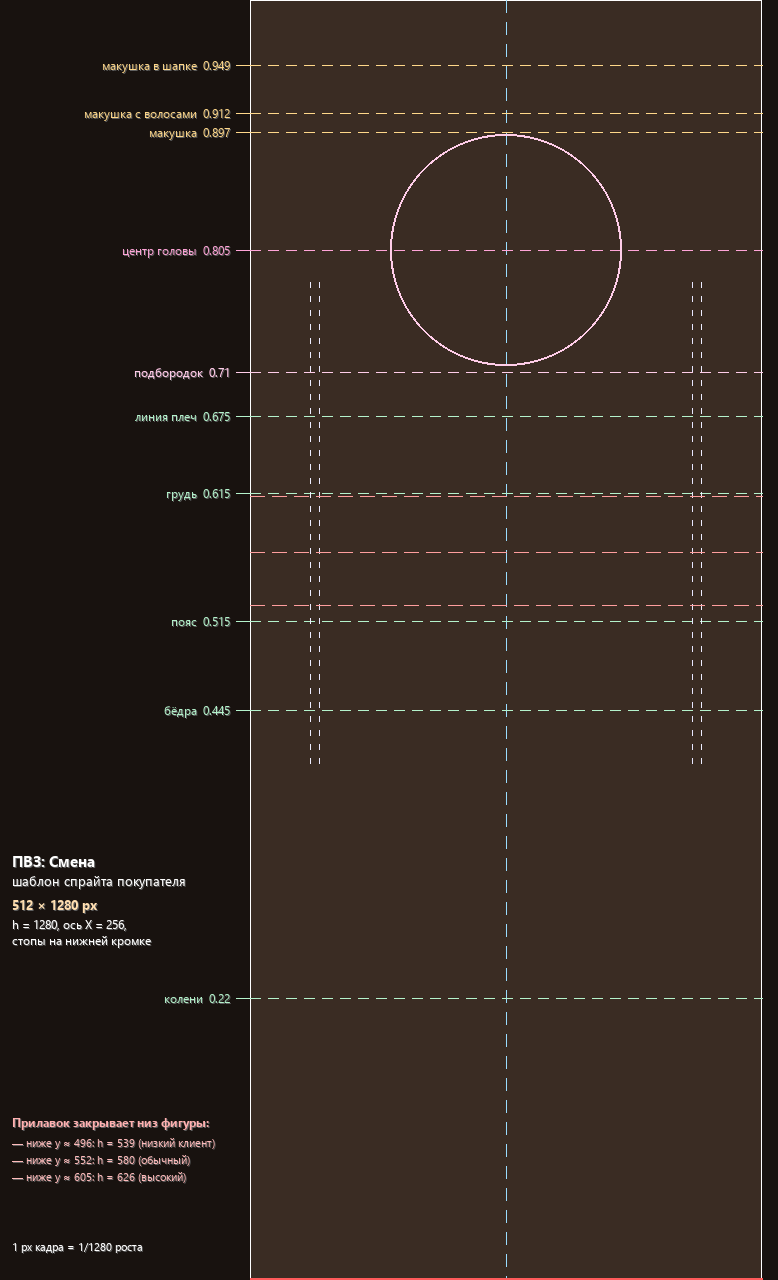 макушка в шапке 0.949
макушка с волосами 0.912
макушка 0.897
центр головы 0.805
подбородок 0.71
линия плеч 0.675
грудь 0.615
пояс 0.515
бёдра 0.445
ПВЗ: Смена
шаблон спрайта покупателя
512 × 1280 px
h = 1280, ось X = 256,
стопы на нижней кромке
колени 0.22
Прилавок закрывает низ фигуры:
— ниже y ≈ 496: h = 539 (низкий клиент)
— ниже y ≈ 552: h = 580 (обычный)
— ниже y ≈ 605: h = 626 (высокий)
1 px кадра = 1/1280 роста